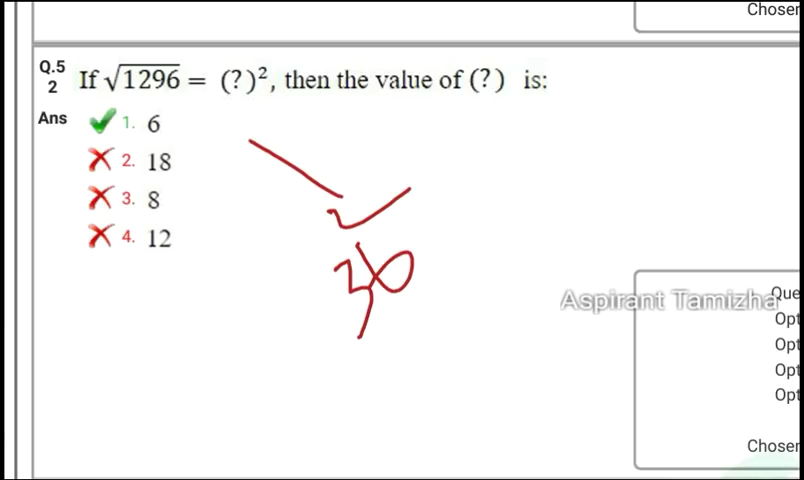 Chosen
Q.5
2
If √1296 = (?)², then the value of (?) is:
Ans
1. 6
2. 18
3. 8
4. 12
36
Aspirant Tamizha
Que
Opt
Opt
Opt
Opt
Chosen